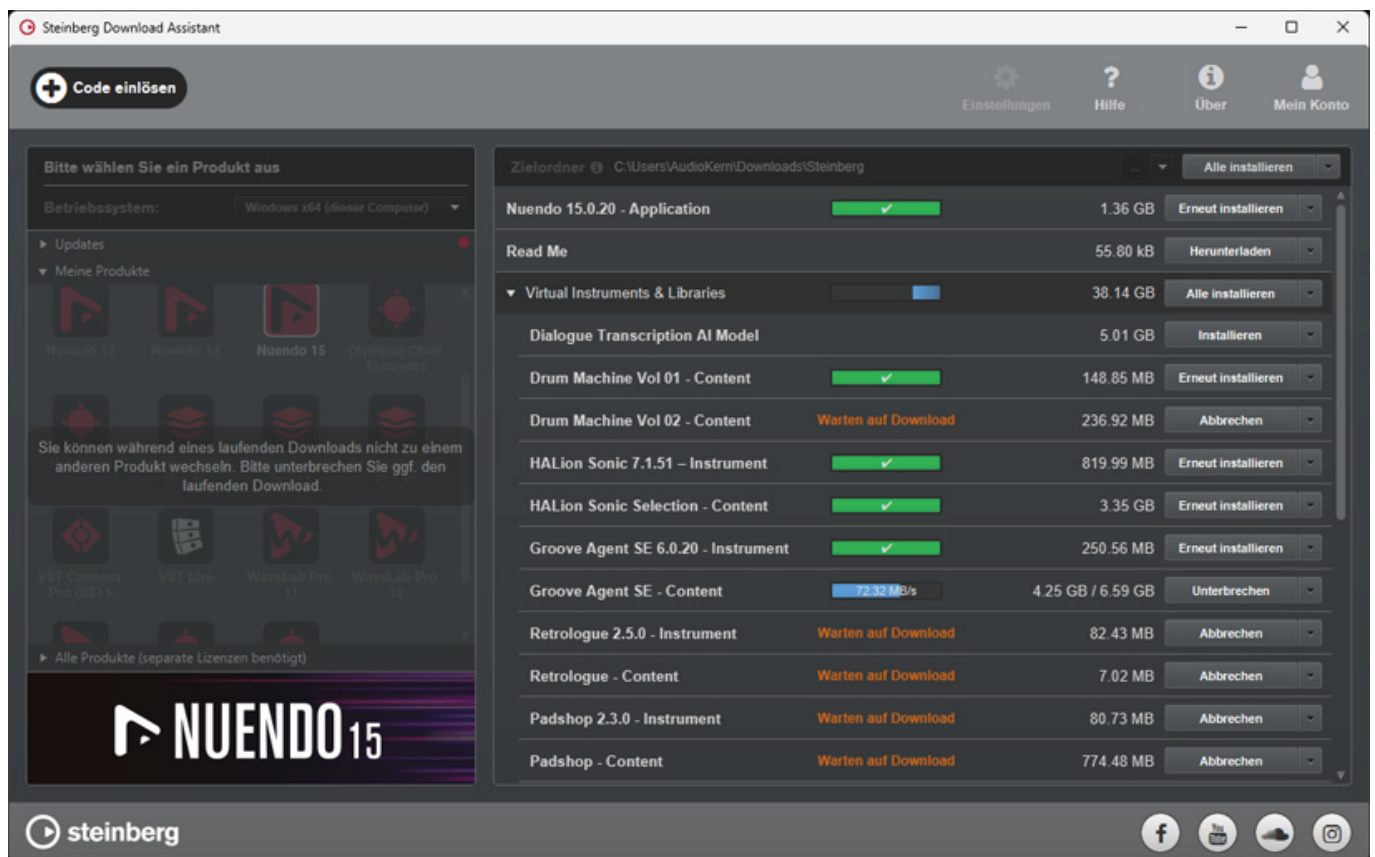 Steinberg Download Assistant
Code einlösen
Einstellungen
Hilfe
Über
Mein Konto
Bitte wählen Sie ein Produkt aus
Betriebssystem:
Windows x64 (dieser Computer)
Updates
Meine Produkte
Nuendo 13
Nuendo 14
Nuendo 15
Olympus Choir Elements
Sie können während eines laufenden Downloads nicht zu einem
anderen Produkt wechseln. Bitte unterbrechen Sie ggf. den
laufenden Download.
VST Connect Pro (SE) 5
VST Live
WaveLab Pro 11
WaveLab Pro 12
Alle Produkte (separate Lizenzen benötigt)
NUENDO 15
Zielordner C:\Users\AudioKern\Downloads\Steinberg ... Alle installieren
Nuendo 15.0.20 - Application 1.36 GB Erneut installieren
Read Me 55.80 kB Herunterladen
Virtual Instruments & Libraries 38.14 GB Alle installieren
Dialogue Transcription AI Model 5.01 GB Installieren
Drum Machine Vol 01 - Content 148.85 MB Erneut installieren
Drum Machine Vol 02 - Content Warten auf Download 236.92 MB Abbrechen
HALion Sonic 7.1.51 – Instrument 819.99 MB Erneut installieren
HALion Sonic Selection - Content 3.35 GB Erneut installieren
Groove Agent SE 6.0.20 - Instrument 250.56 MB Erneut installieren
Groove Agent SE - Content 72.32 MB/s 4.25 GB / 6.59 GB Unterbrechen
Retrologue 2.5.0 - Instrument Warten auf Download 82.43 MB Abbrechen
Retrologue - Content Warten auf Download 7.02 MB Abbrechen
Padshop 2.3.0 - Instrument Warten auf Download 80.73 MB Abbrechen
Padshop - Content Warten auf Download 774.48 MB Abbrechen
steinberg
You Tube